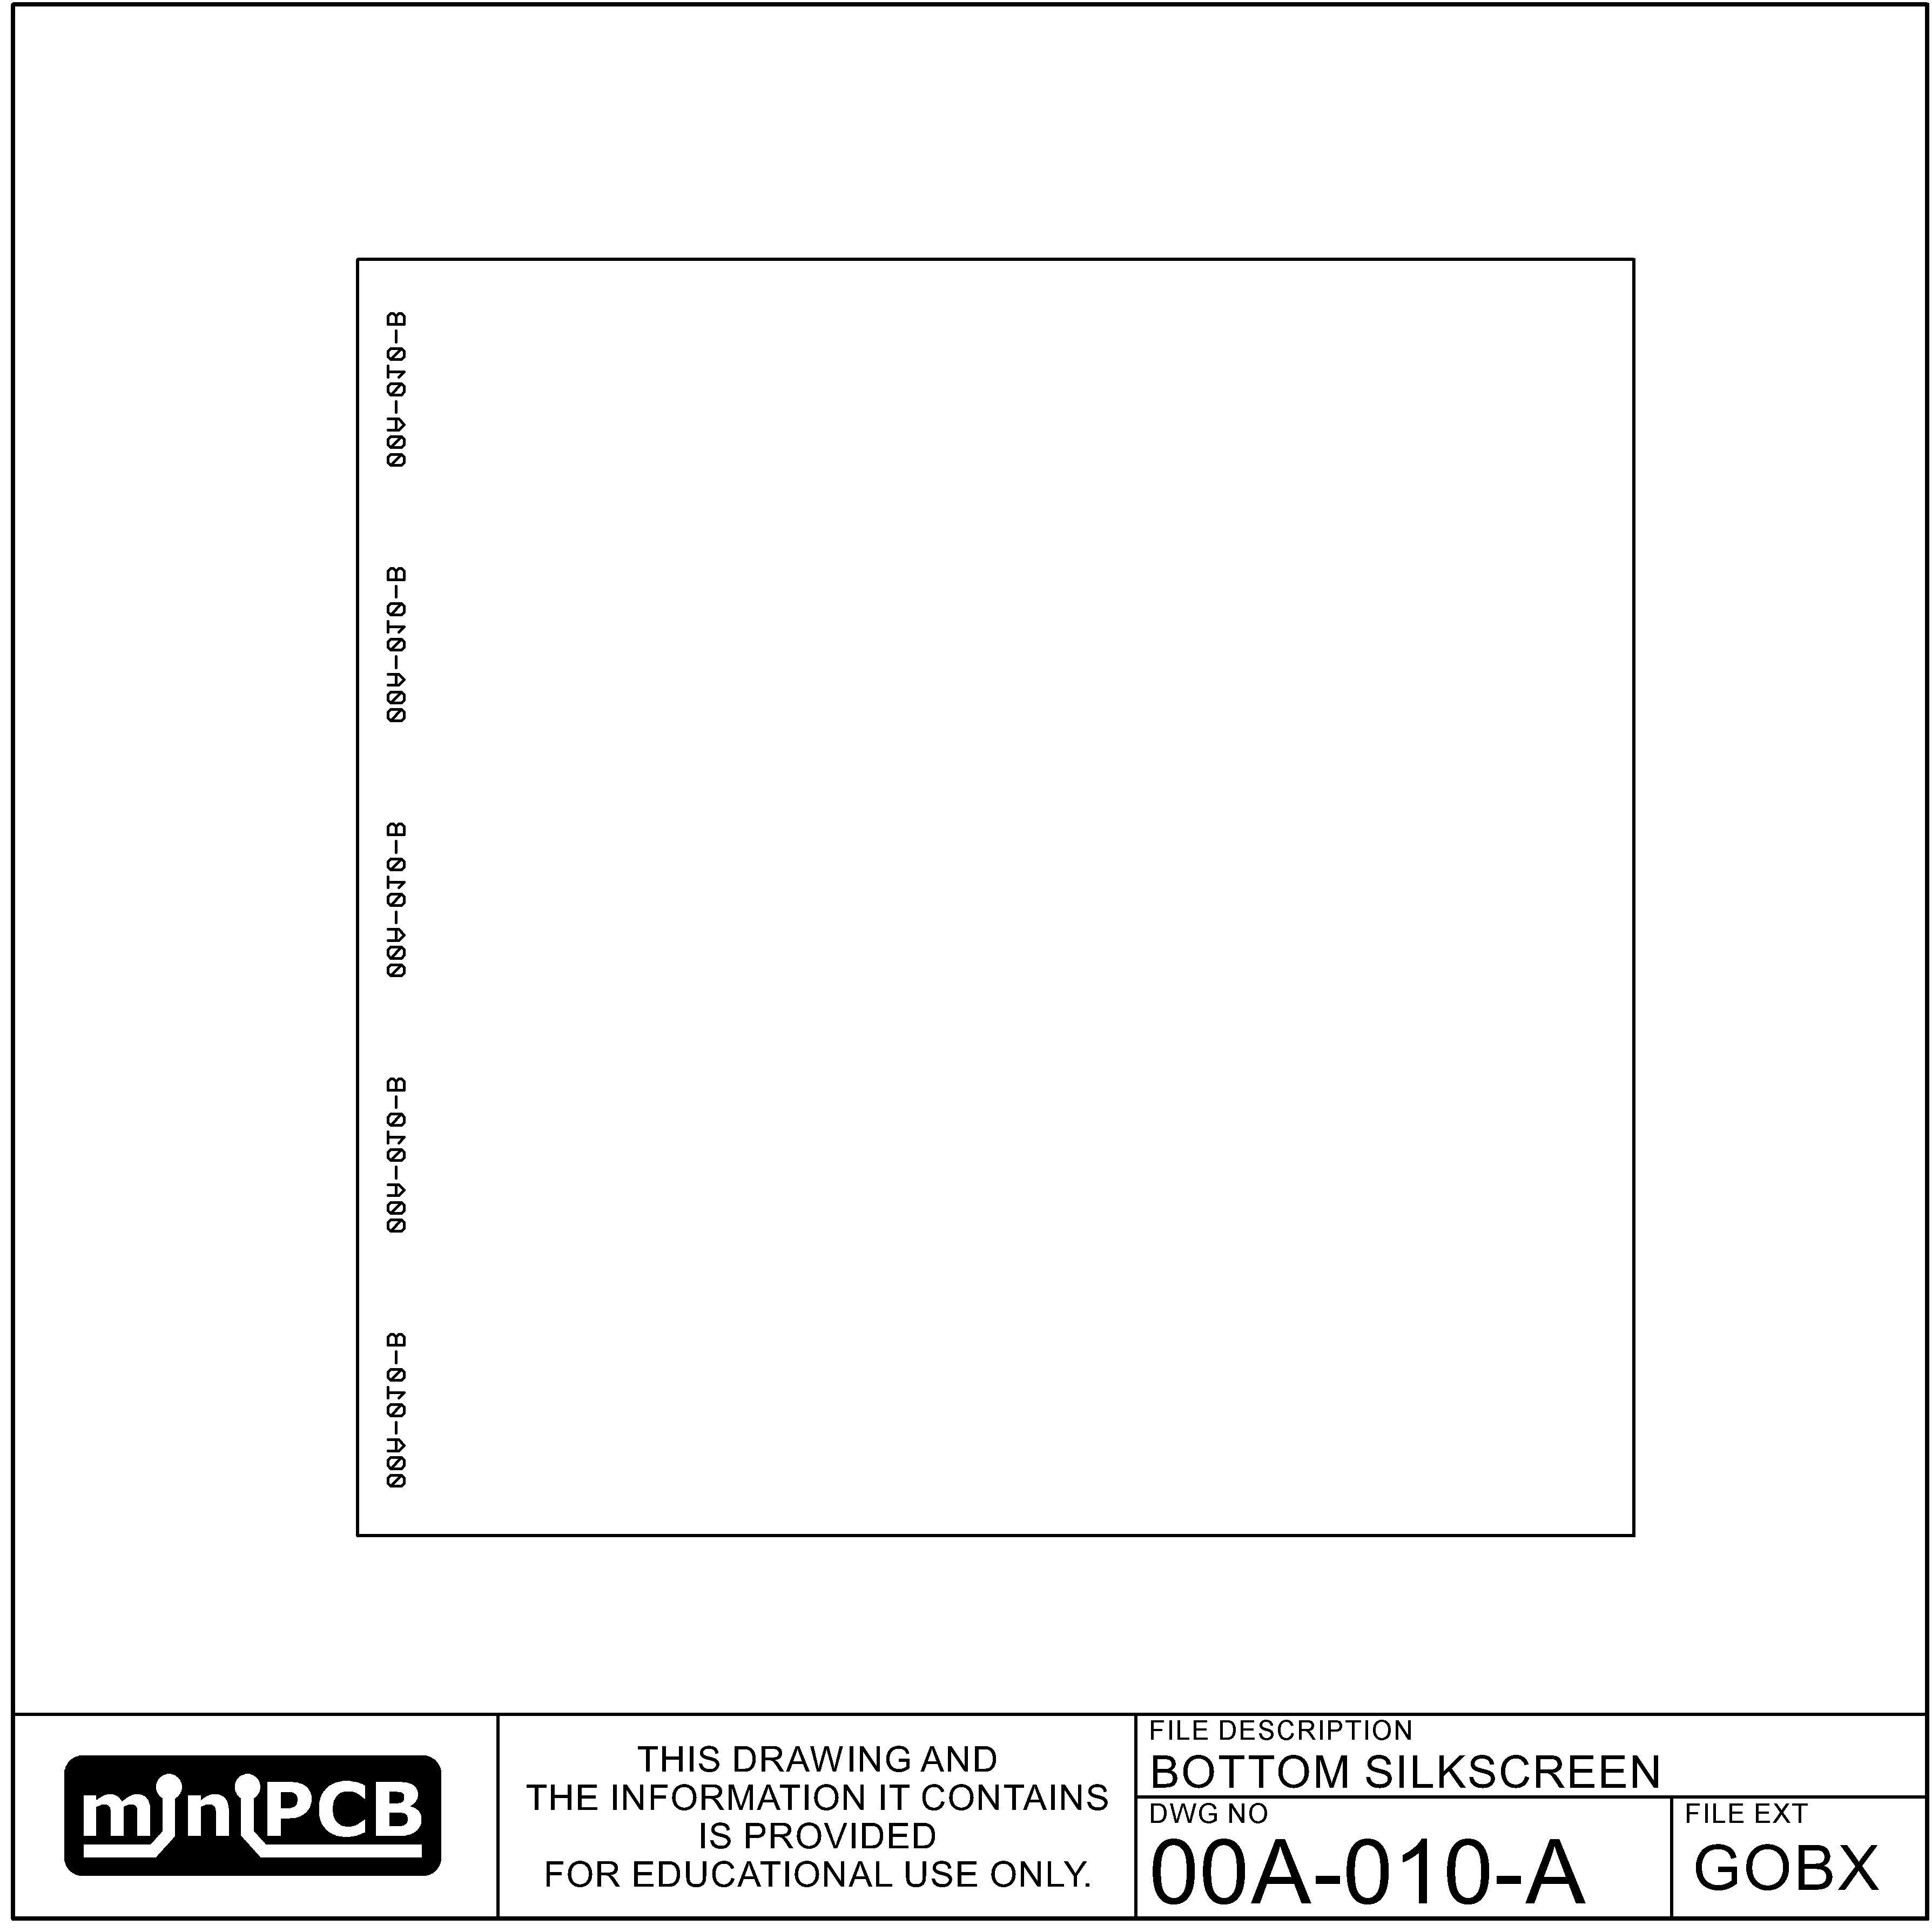 00A-010-B
00A-010-B
00A-010-B
00A-010-B
00A-010-B
miniPCB
THIS DRAWING AND
THE INFORMATION IT CONTAINS
IS PROVIDED
FOR EDUCATIONAL USE ONLY.
FILE DESCRIPTION
BOTTOM SILKSCREEN
DWG NO
00A-010-A
FILE EXT
GOBX